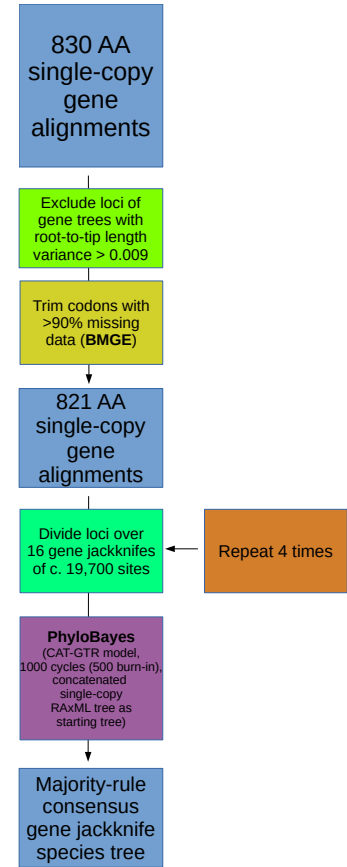 830 AA
single-copy
gene
alignments
Exclude loci of
gene trees with
root-to-tip length
variance > 0.009
Trim codons with
>90% missing
data (BMGE)
821 AA
single-copy
gene
alignments
Divide loci over
16 gene jackknifes
of c. 19,700 sites
Repeat 4 times
PhyloBayes
(CAT-GTR model,
1000 cycles (500 burn-in),
concatenated
single-copy
RAxML tree as
starting tree)
Majority-rule
consensus
gene jackknife
species tree